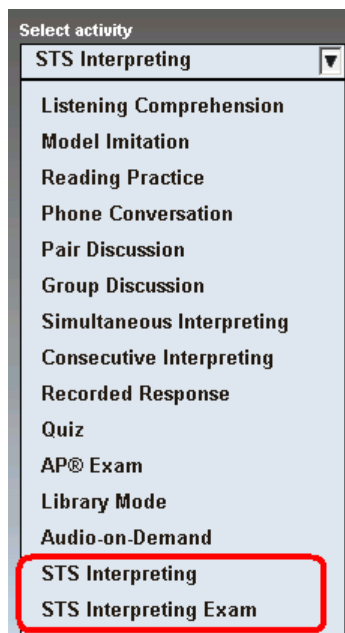 Select activity
STS Interpreting
Listening Comprehension
Model Imitation
Reading Practice
Phone Conversation
Pair Discussion
Group Discussion
Simultaneous Interpreting
Consecutive Interpreting
Recorded Response
Quiz
AP® Exam
Library Mode
Audio-on-Demand
STS Interpreting
STS Interpreting Exam